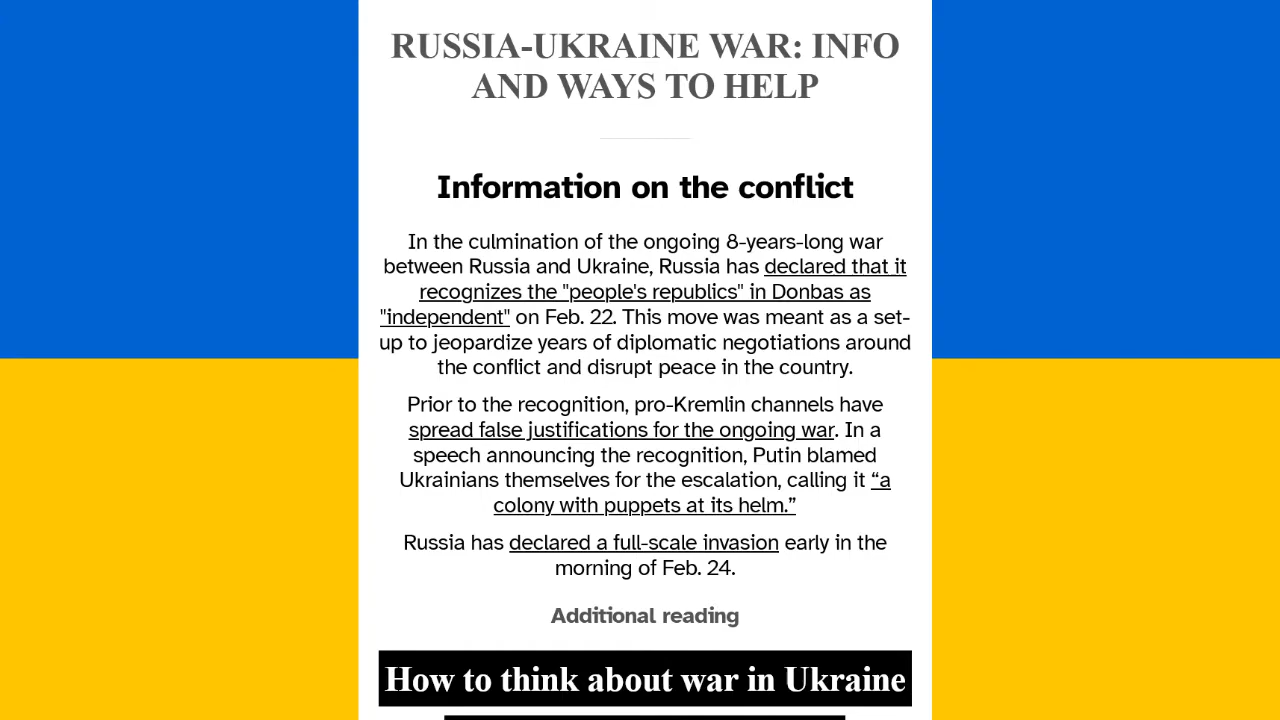 RUSSIA-UKRAINE WAR: INFO
AND WAYS TO HELP
Information on the conflict
In the culmination of the ongoing 8-years-long war
between Russia and Ukraine, Russia has declared that it
recognizes the "people's republics" in Donbas as
"independent" on Feb. 22. This move was meant as a set-
up to jeopardize years of diplomatic negotiations around
the conflict and disrupt peace in the country.
Prior to the recognition, pro-Kremlin channels have
spread false justifications for the ongoing war. In a
speech announcing the recognition, Putin blamed
Ukrainians themselves for the escalation, calling it “a
colony with puppets at its helm.”
Russia has declared a full-scale invasion early in the
morning of Feb. 24.
Additional reading
How to think about war in Ukraine